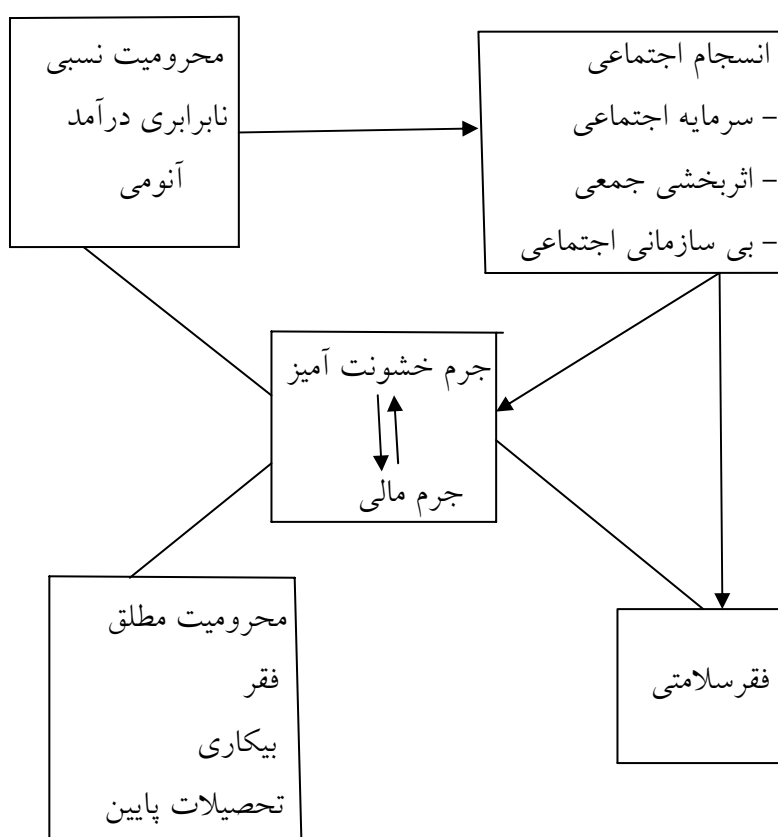 انسجام اجتماعی
– سرمایه اجتماعی
– اثربخشی جمعی
– بی سازمانی اجتماعی
محرومیت نسبی
نابرابری درآمد
آنومی
جرم خشونت آمیز
جرم مالی
فقرسلامتی
محرومیت مطلق
فقر
بیکاری
تحصیلات پایین